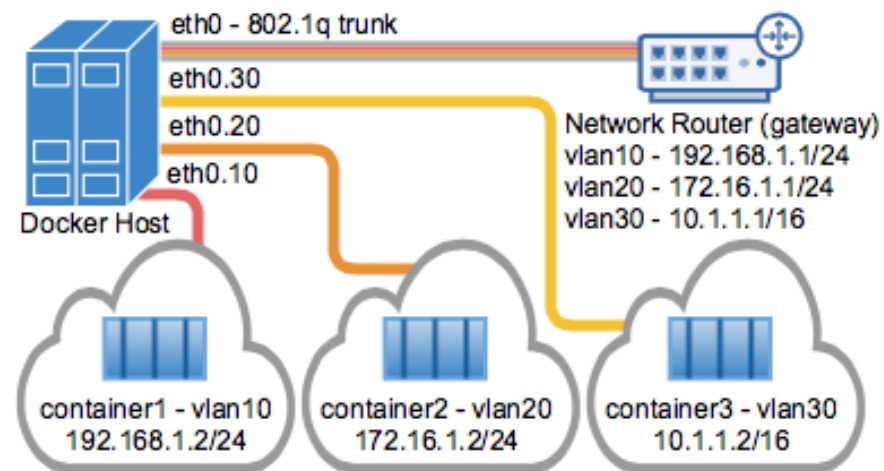 eth0 - 802.1q trunk
eth0.30
eth0.20
eth0.10
Docker Host
Network Router (gateway)
vlan10 - 192.168.1.1/24
vlan20 - 172.16.1.1/24
vlan30 - 10.1.1.1/16
container1 - vlan10
192.168.1.2/24
container2 - vlan20
172.16.1.2/24
container3 - vlan30
10.1.1.2/16